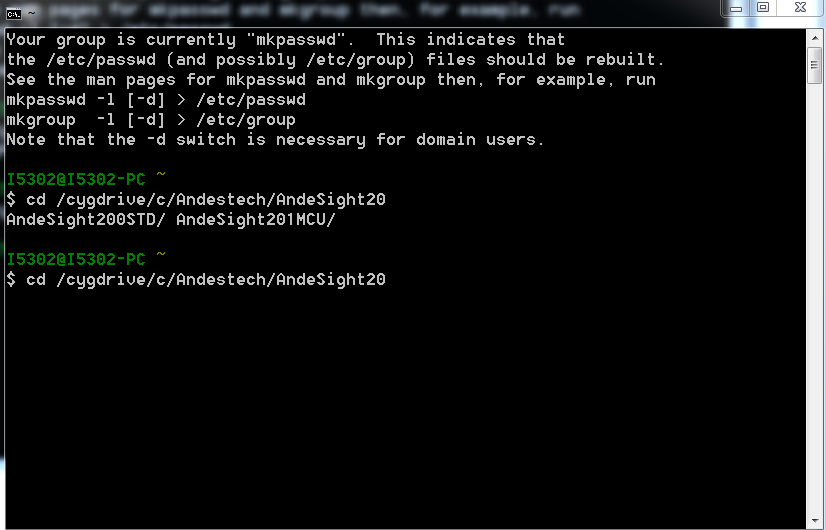 ~
Your group is currently "mkpasswd".  This indicates that
the /etc/passwd (and possibly /etc/group) files should be rebuilt.
See the man pages for mkpasswd and mkgroup then, for example, run
mkpasswd -l [-d] > /etc/passwd
mkgroup  -l [-d] > /etc/group
Note that the -d switch is necessary for domain users.
I5302@I5302-PC ~
$ cd /cygdrive/c/Andestech/AndeSight20
AndeSight200STD/ AndeSight201MCU/
I5302@I5302-PC ~
$ cd /cygdrive/c/Andestech/AndeSight20